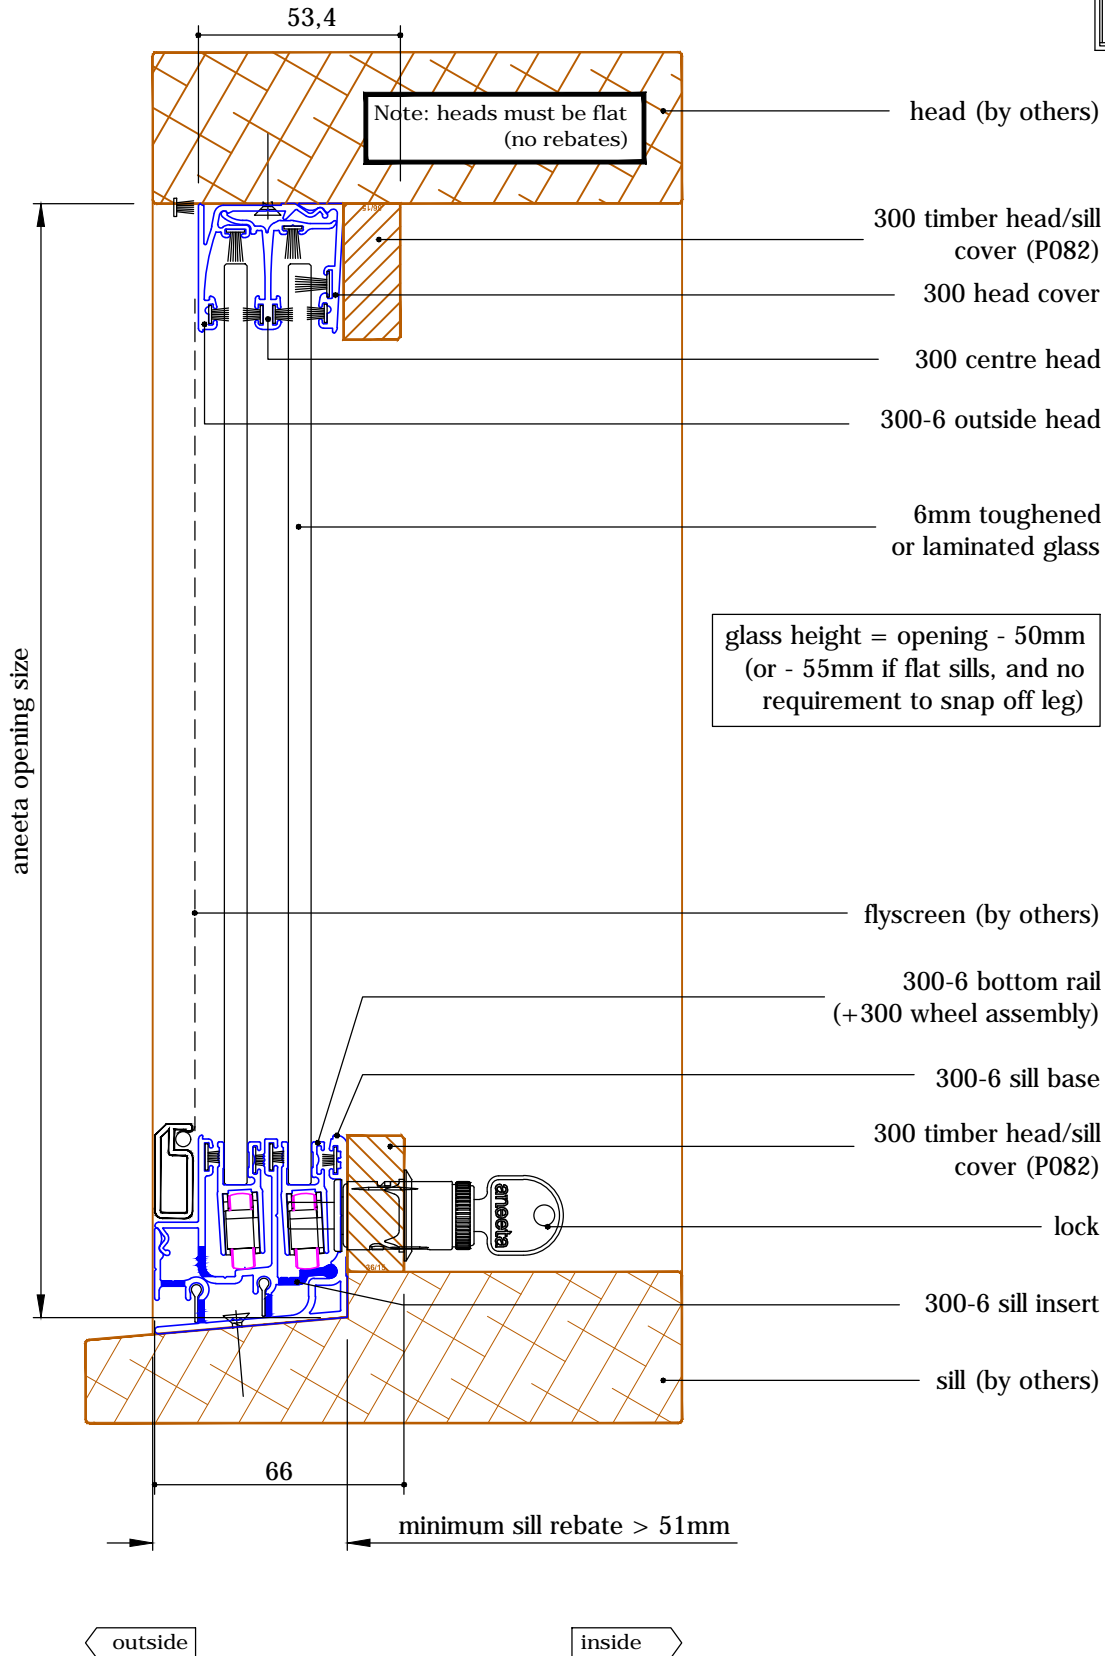 53,4
Note: heads must be flat
(no rebates)
head (by others)
36/15
300 timber head/sill
cover (P082)
300 head cover
300 centre head
300-6 outside head
6mm toughened
or laminated glass
glass height = opening - 50mm
(or - 55mm if flat sills, and no
requirement to snap off leg)
aneeta opening size
flyscreen (by others)
300-6 bottom rail
(+300 wheel assembly)
300-6 sill base
300 timber head/sill
cover (P082)
aneeta
lock
36/15
300-6 sill insert
sill (by others)
66
minimum sill rebate > 51mm
outside
inside